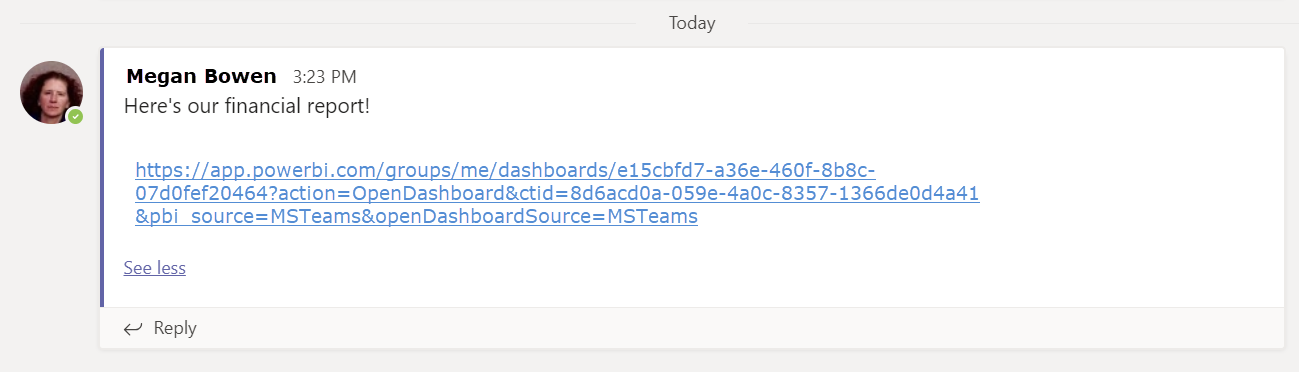 Today
Megan Bowen 3:23 PM
Here's our financial report!
https://app.powerbi.com/groups/me/dashboards/e15cbfd7-a36e-460f-8b8c-
07d0fef20464?action=OpenDashboard&ctid=8d6acd0a-059e-4a0c-8357-1366de0d4a41
&pbi_source=MSTeams&openDashboardSource=MSTeams
See less
Reply